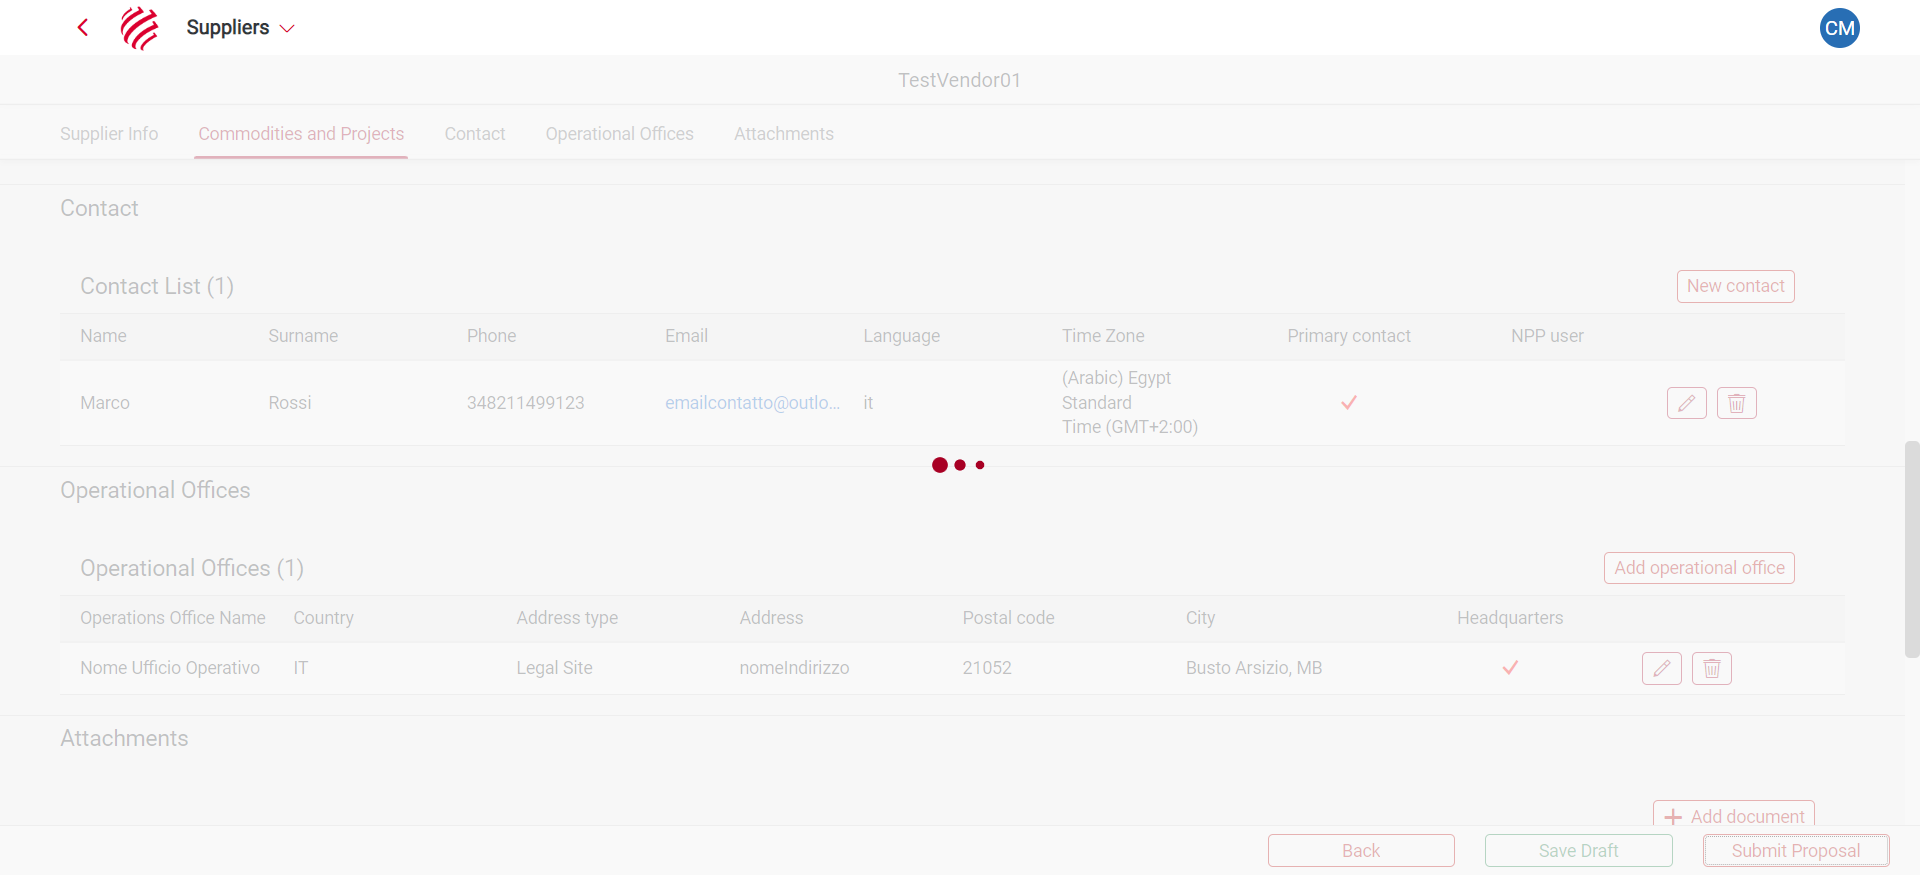 Suppliers
CM
TestVendor01
Supplier Info Commodities and Projects Contact Operational Offices Attachments
Contact
Contact List (1)
New contact
Name Surname Phone Email Language Time Zone Primary contact NPP user
Marco Rossi 348211499123 emailcontatto@outlo... it (Arabic) Egypt
Standard
Time (GMT+2:00)
Operational Offices
Operational Offices (1)
Add operational office
Operations Office Name Country Address type Address Postal code City Headquarters
Nome Ufficio Operativo IT Legal Site nomeIndirizzo 21052 Busto Arsizio, MB
Attachments
Add document
Back Save Draft Submit Proposal